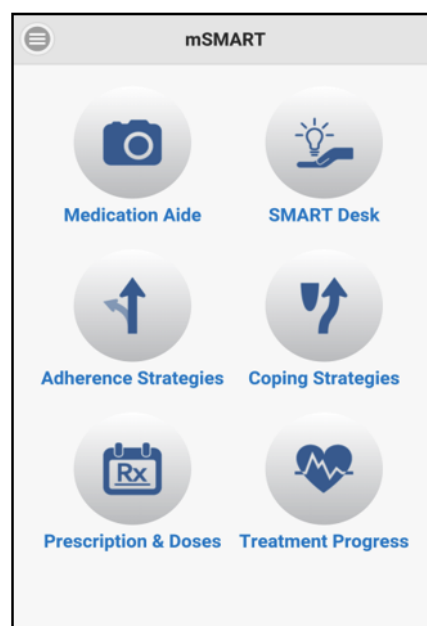 mSMART
Medication Aide
SMART Desk
Adherence Strategies
Coping Strategies
Rx
Prescription & Doses
Treatment Progress